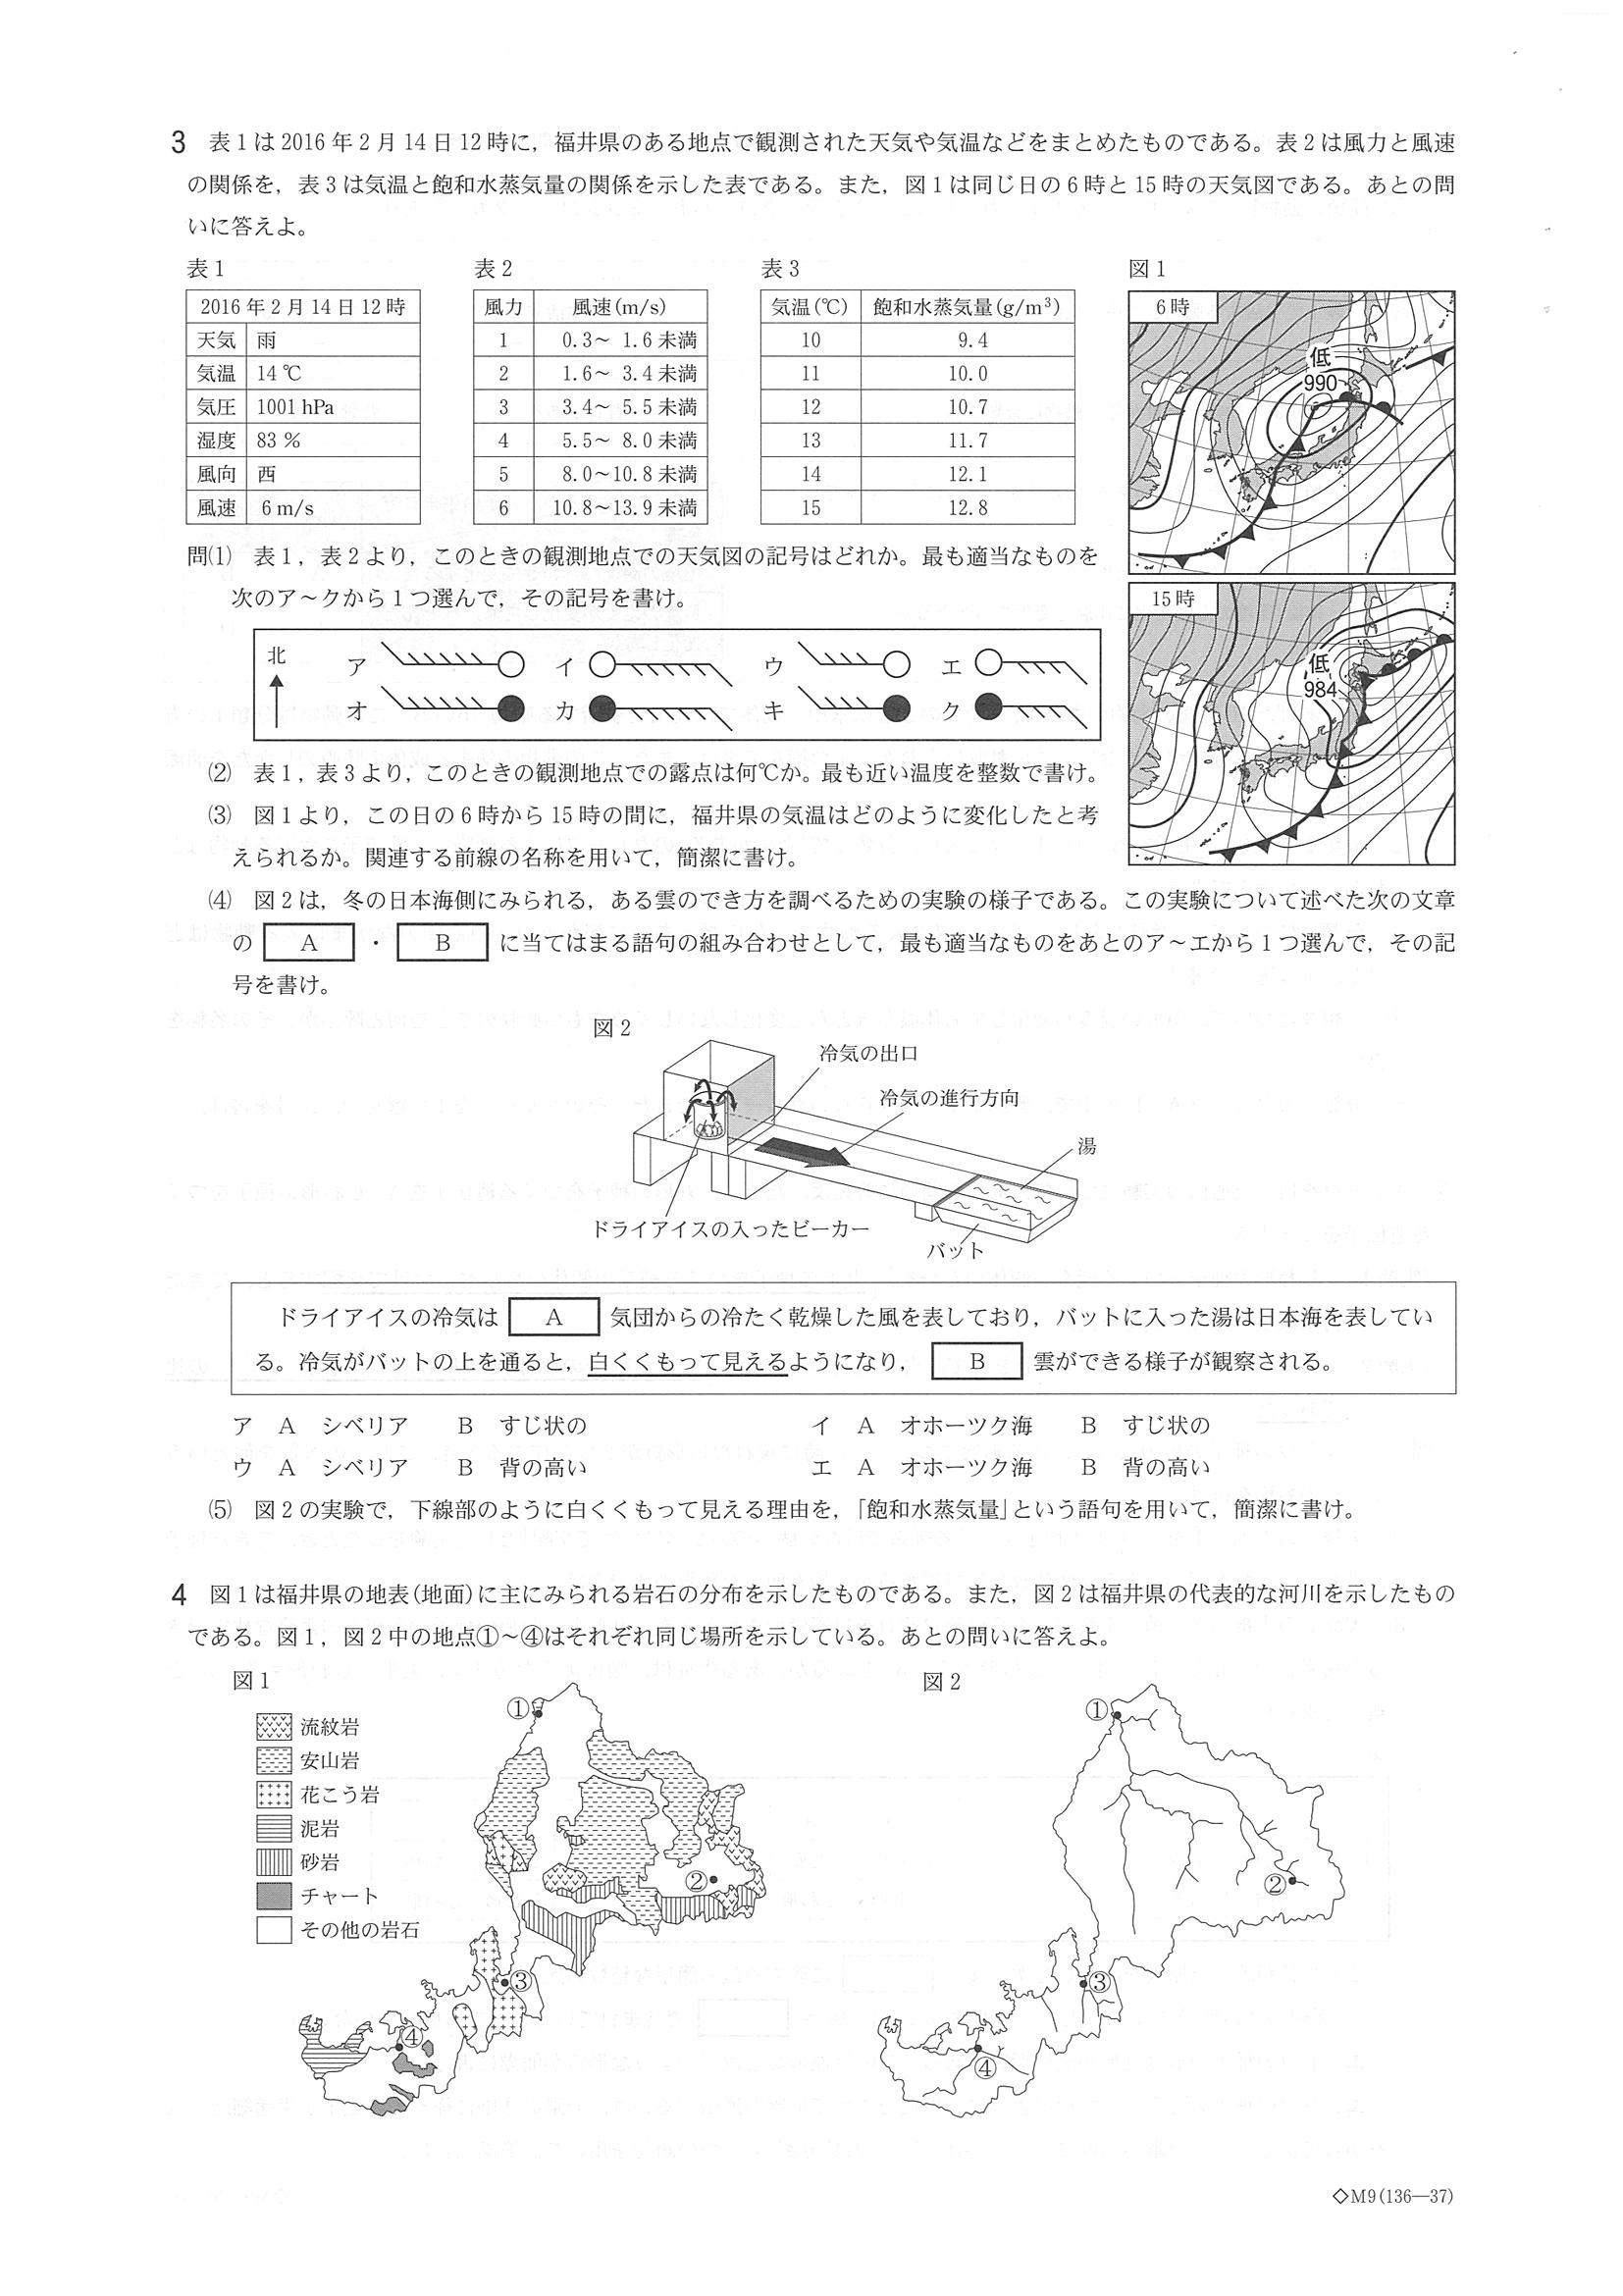 3 表1は2016年2月14日12時に，福井県のある地点で観測された天気や気温などをまとめたものである。表2は風力と風速
の関係を，表3は気温と飽和水蒸気量の関係を示した表である。また，図1は同じ日の6時と15時の天気図である。あとの問
いに答えよ。
表1
2016年2月14日12時
天気 雨
気温 14℃
気圧 1001 hPa
湿度 83 %
風向 西
風速 6 m/s
表2
風力 風速(m/s)
1 0.3～ 1.6未満
2 1.6～ 3.4未満
3 3.4～ 5.5未満
4 5.5～ 8.0未満
5 8.0～10.8未満
6 10.8～13.9未満
表3
気温(℃) 飽和水蒸気量(g/m³)
10 9.4
11 10.0
12 10.7
13 11.7
14 12.1
15 12.8
図1
6時
低
990
15時
低
984
問⑴ 表1，表2より，このときの観測地点での天気図の記号はどれか。最も適当なものを
次のア～クから1つ選んで，その記号を書け。
北
ア イ ウ エ
オ カ キ ク
⑵ 表1，表3より，このときの観測地点での露点は何℃か。最も近い温度を整数で書け。
⑶ 図1より，この日の6時から15時の間に，福井県の気温はどのように変化したと考
えられるか。関連する前線の名称を用いて，簡潔に書け。
⑷ 図2は，冬の日本海側にみられる，ある雲のでき方を調べるための実験の様子である。この実験について述べた次の文章
の A ・ B に当てはまる語句の組み合わせとして，最も適当なものをあとのア～エから1つ選んで，その記
号を書け。
図2
冷気の出口
冷気の進行方向
湯
ドライアイスの入ったビーカー
バット
ドライアイスの冷気は A 気団からの冷たく乾燥した風を表しており，バットに入った湯は日本海を表してい
る。冷気がバットの上を通ると，白くくもって見えるようになり， B 雲ができる様子が観察される。
ア A シベリア B すじ状の イ A オホーツク海 B すじ状の
ウ A シベリア B 背の高い エ A オホーツク海 B 背の高い
⑸ 図2の実験で，下線部のように白くくもって見える理由を，「飽和水蒸気量」という語句を用いて，簡潔に書け。
4 図1は福井県の地表(地面)に主にみられる岩石の分布を示したものである。また，図2は福井県の代表的な河川を示したもの
である。図1，図2中の地点①～④はそれぞれ同じ場所を示している。あとの問いに答えよ。
図1
流紋岩
安山岩
花こう岩
泥岩
砂岩
チャート
その他の岩石
①
②
③
④
図2
①
②
③
④
◇M9(136—37)